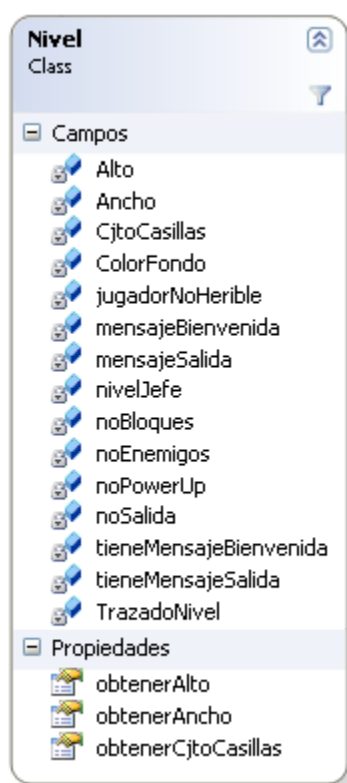 Nivel
Class
Campos
Alto
Ancho
CjtoCasillas
ColorFondo
jugadorNoHerible
mensajeBienvenida
mensajeSalida
nivelJefe
noBloques
noEnemigos
noPowerUp
noSalida
tieneMensajeBienvenida
tieneMensajeSalida
TrazadoNivel
Propiedades
obtenerAlto
obtenerAncho
obtenerCjtoCasillas